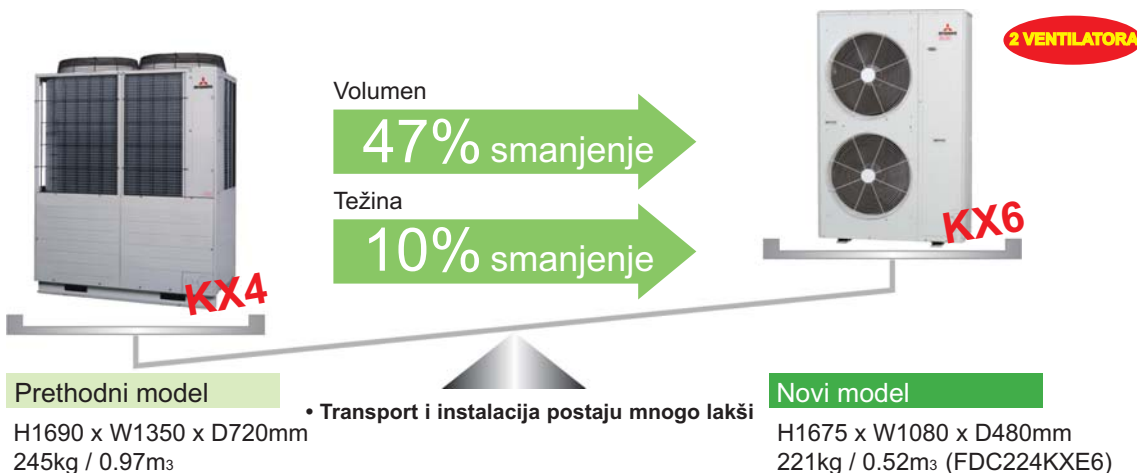 2 VENTILATORA
Volumen
47% smanjenje
Težina
10% smanjenje
KX4
KX6
Prethodni model
H1690 x W1350 x D720mm
245kg / 0.97m3
• Transport i instalacija postaju mnogo lakši
Novi model
H1675 x W1080 x D480mm
221kg / 0.52m3 (FDC224KXE6)